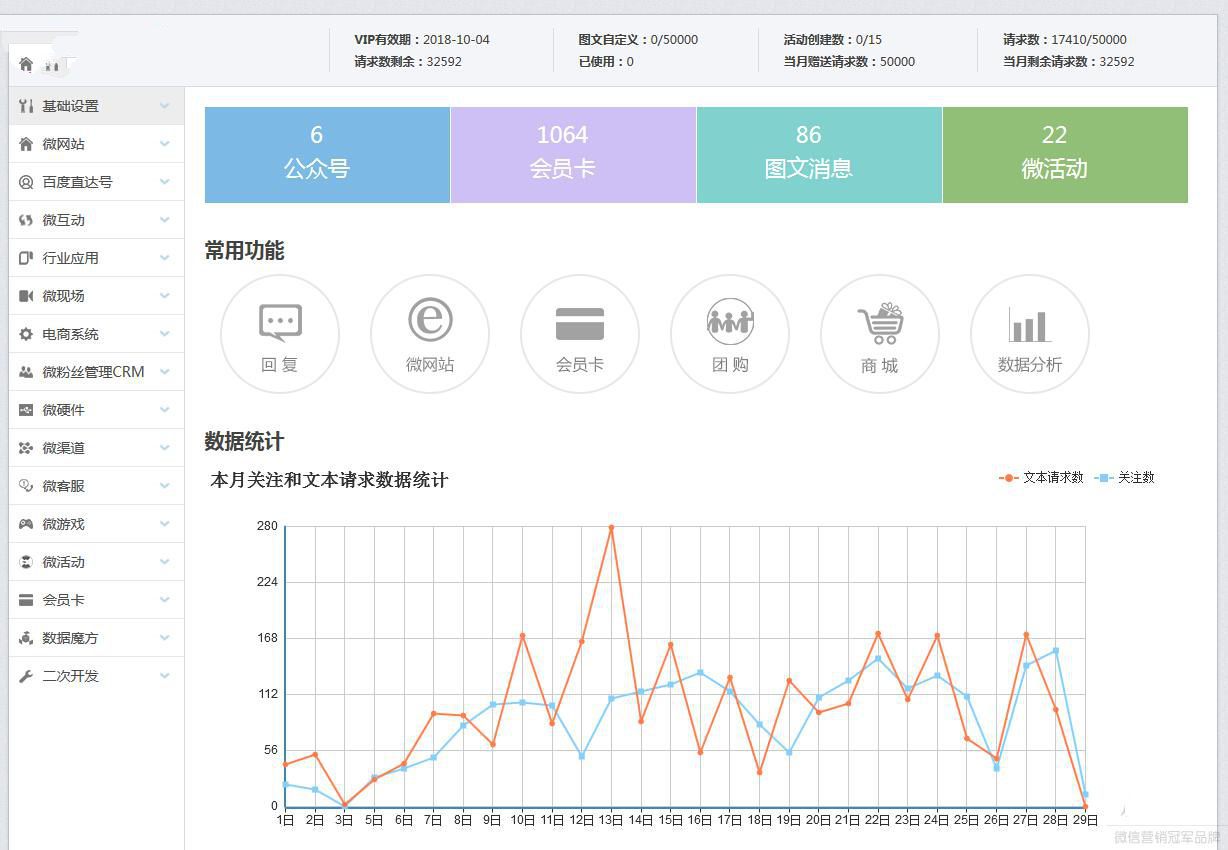 VIP有效期：2018-10-04
图文自定义：0/50000
活动创建数：0/15
请求数：17410/50000
请求数剩余：32592
已使用：0
当月赠送请求数：50000
当月剩余请求数：32592
基础设置
微网站
百度直达号
微互动
行业应用
微现场
电商系统
微粉丝管理CRM
微硬件
微渠道
微客服
微游戏
微活动
会员卡
数据魔方
二次开发
6
公众号
1064
会员卡
86
图文消息
22
微活动
常用功能
回 复
微网站
会员卡
团 购
商 城
数据分析
数据统计
本月关注和文本请求数据统计
文本请求数
关注数
280
224
168
112
56
0
1日 2日 3日 5日 6日 7日 8日 9日 10日 11日 12日 13日 14日 15日 16日 17日 18日 19日 20日 21日 22日 23日 24日 25日 26日 27日 28日 29日
微信营销冠军品牌